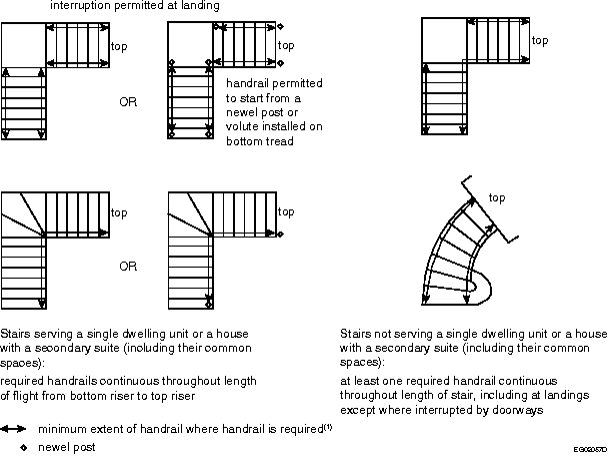 interruption permitted at landing
top
top
top
OR
handrail permitted
to start from a
newel post or
volute installed on
bottom tread
top
top
top
OR
Stairs serving a single dwelling unit or a house
with a secondary suite (including their common
spaces):
required handrails continuous throughout length
of flight from bottom riser to top riser
Stairs not serving a single dwelling unit or a house
with a secondary suite (including their common
spaces):
at least one required handrail continuous
throughout length of stair, including at landings
except where interrupted by doorways
minimum extent of handrail where handrail is required(1)
newel post
EG02057D